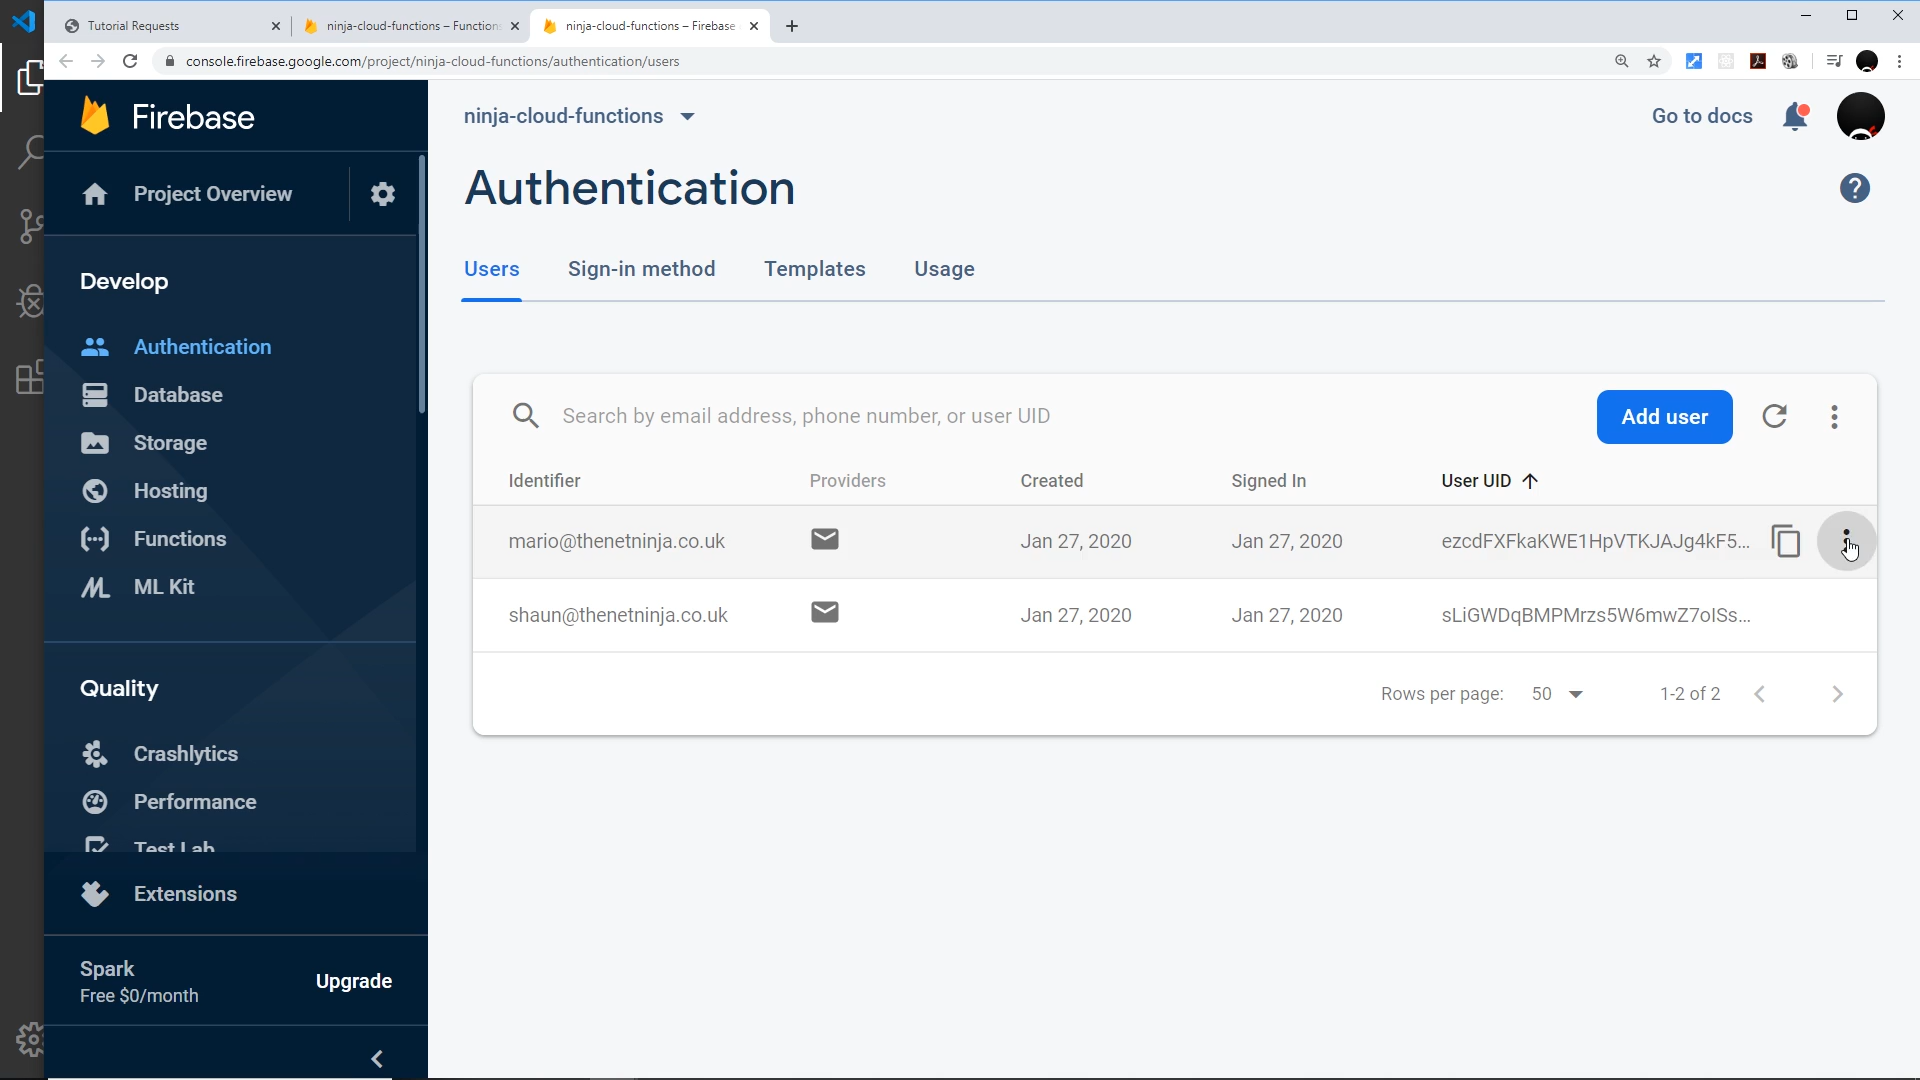 Tutorial Requests
ninja-cloud-functions – Functions
ninja-cloud-functions – Firebase
console.firebase.google.com/project/ninja-cloud-functions/authentication/users
Firebase
ninja-cloud-functions
Go to docs
Project Overview
Authentication
Develop
Users
Sign-in method
Templates
Usage
Authentication
Database
Storage
Hosting
Functions
ML Kit
Search by email address, phone number, or user UID
Add user
Identifier
Providers
Created
Signed In
User UID
mario@thenetninja.co.uk
Jan 27, 2020
Jan 27, 2020
ezcdFXFkaKWE1HpVTKJAJg4kF5...
shaun@thenetninja.co.uk
Jan 27, 2020
Jan 27, 2020
sLiGWDqBMPMrzs5W6mwZ7oISs...
Rows per page:
50
1-2 of 2
Quality
Crashlytics
Performance
Test Lab
Extensions
Spark
Free $0/month
Upgrade